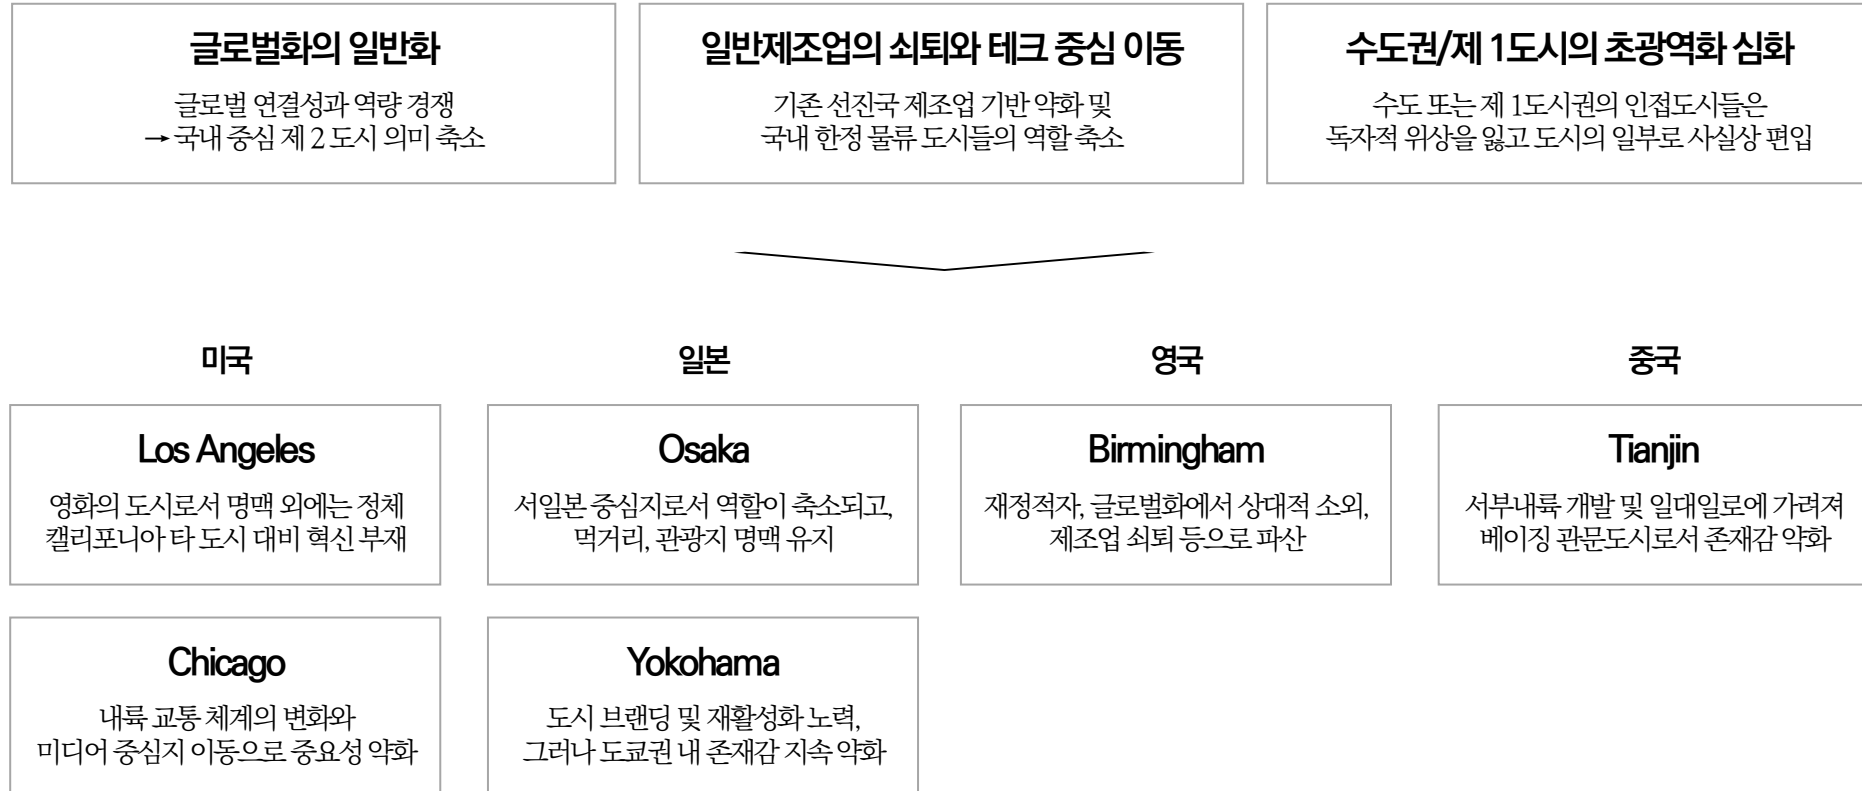 글로벌화의 일반화
글로벌 연결성과 역량 경쟁
→ 국내 중심 제 2 도시 의미 축소
일반제조업의 쇠퇴와 테크 중심 이동
기존 선진국 제조업 기반 약화 및
국내 한정 물류 도시들의 역할 축소
수도권/제 1도시의 초광역화 심화
수도 또는 제 1도시권의 인접도시들은
독자적 위상을 잃고 도시의 일부로 사실상 편입
미국
일본
영국
중국
Los Angeles
영화의 도시로서 명맥 외에는 정체
캘리포니아 타 도시 대비 혁신 부재
Osaka
서일본 중심지로서 역할이 축소되고,
먹거리, 관광지 명맥 유지
Birmingham
재정적자, 글로벌화에서 상대적 소외,
제조업 쇠퇴 등으로 파산
Tianjin
서부내륙 개발 및 일대일로에 가려져
베이징 관문도시로서 존재감 약화
Chicago
내륙 교통 체계의 변화와
미디어 중심지 이동으로 중요성 약화
Yokohama
도시 브랜딩 및 재활성화 노력,
그러나 도쿄권 내 존재감 지속 약화